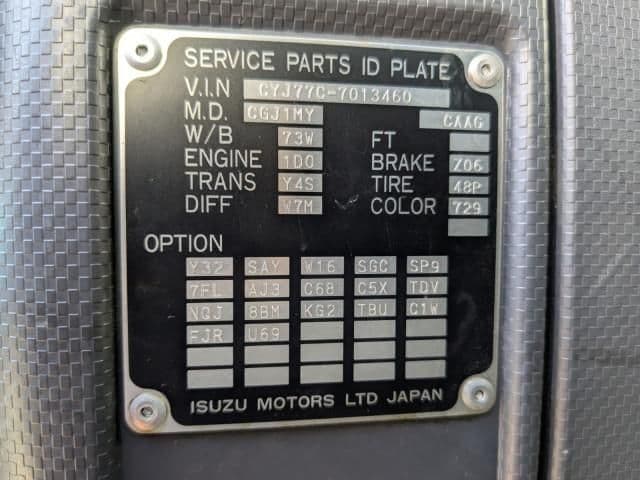 SERVICE PARTS ID PLATE
V.I.N CYJ77C-7013460
M.D. CGJ1MY CAAG
W/B 73W FT
ENGINE 1D0 BRAKE Z06
TRANS Y4S TIRE 48P
DIFF W7M COLOR 729
OPTION
Y32 SAY W16 SGC SP9
7FL AJ3 C68 C5X TDV
NQJ 8BM KG2 TBU C1W
FJR U69
ISUZU MOTORS LTD JAPAN